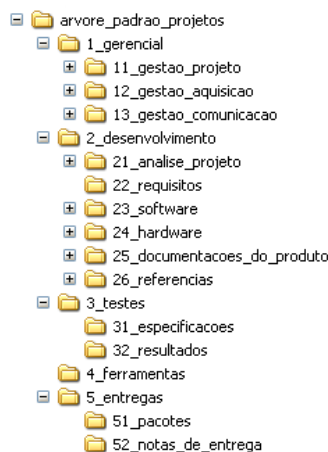 arvore_padrao_projetos
1_gerencial
11_gestao_projeto
12_gestao_aquisicao
13_gestao_comunicacao
2_desenvolvimento
21_analise_projeto
22_requisitos
23_software
24_hardware
25_documentacoes_do_produto
26_referencias
3_testes
31_especificacoes
32_resultados
4_ferramentas
5_entregas
51_pacotes
52_notas_de_entrega